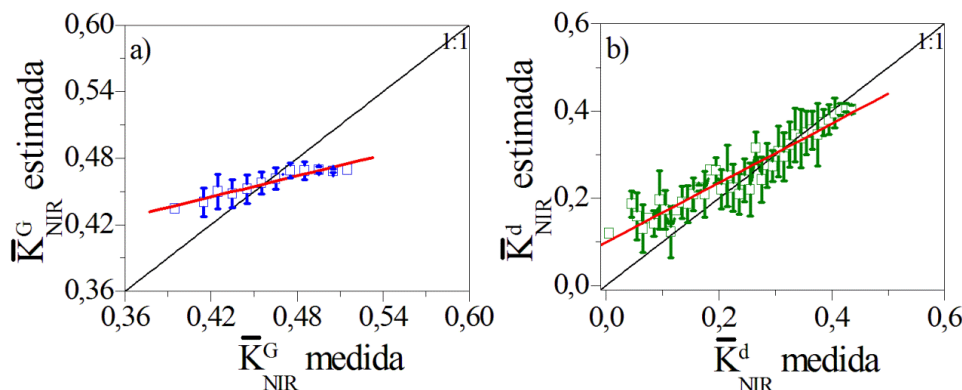 a)
1:1
0,60
0,54
0,48
0,42
0,36
K̅ᴳ_NIR estimada
0,36 0,42 0,48 0,54 0,60
K̅ᴳ_NIR medida
b)
1:1
0,6
0,4
0,2
0,0
K̅ᵈ_NIR estimada
0,0 0,2 0,4 0,6
K̅ᵈ_NIR medida